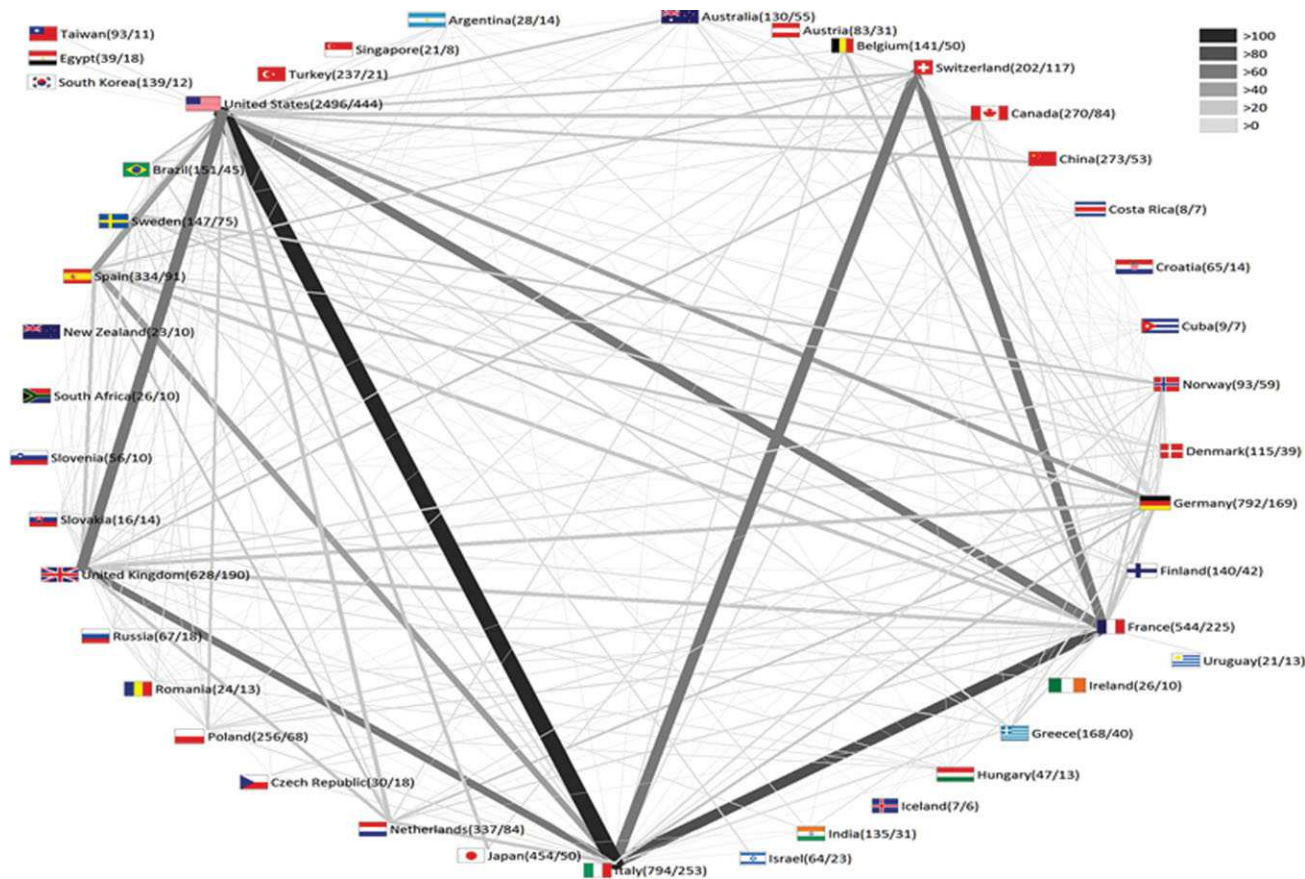 Argentina(28/14)
Australia(130/55)
Taiwan(93/11)
Austria(83/31)
>100
Singapore(21/8)
Belgium(141/50)
>80
Egypt(39/18)
Turkey(237/21)
Switzerland(202/117)
>60
South Korea(139/12)
>40
United States(2496/444)
>20
Canada(270/84)
>0
China(273/53)
Brazil(151/45)
Costa Rica(8/7)
Sweden(147/75)
Croatia(65/14)
Spain(334/91)
Cuba(9/7)
New Zealand(23/10)
Norway(93/59)
South Africa(26/10)
Denmark(115/39)
Slovenia(56/10)
Germany(792/169)
Slovakia(16/14)
Finland(140/42)
United Kingdom(628/190)
France(544/225)
Russia(67/18)
Uruguay(21/13)
Romania(24/13)
Ireland(26/10)
Poland(256/68)
Greece(168/40)
Czech Republic(30/18)
Hungary(47/13)
Iceland(7/6)
Netherlands(337/84)
India(135/31)
Japan(454/50)
Israel(64/23)
Italy(794/253)